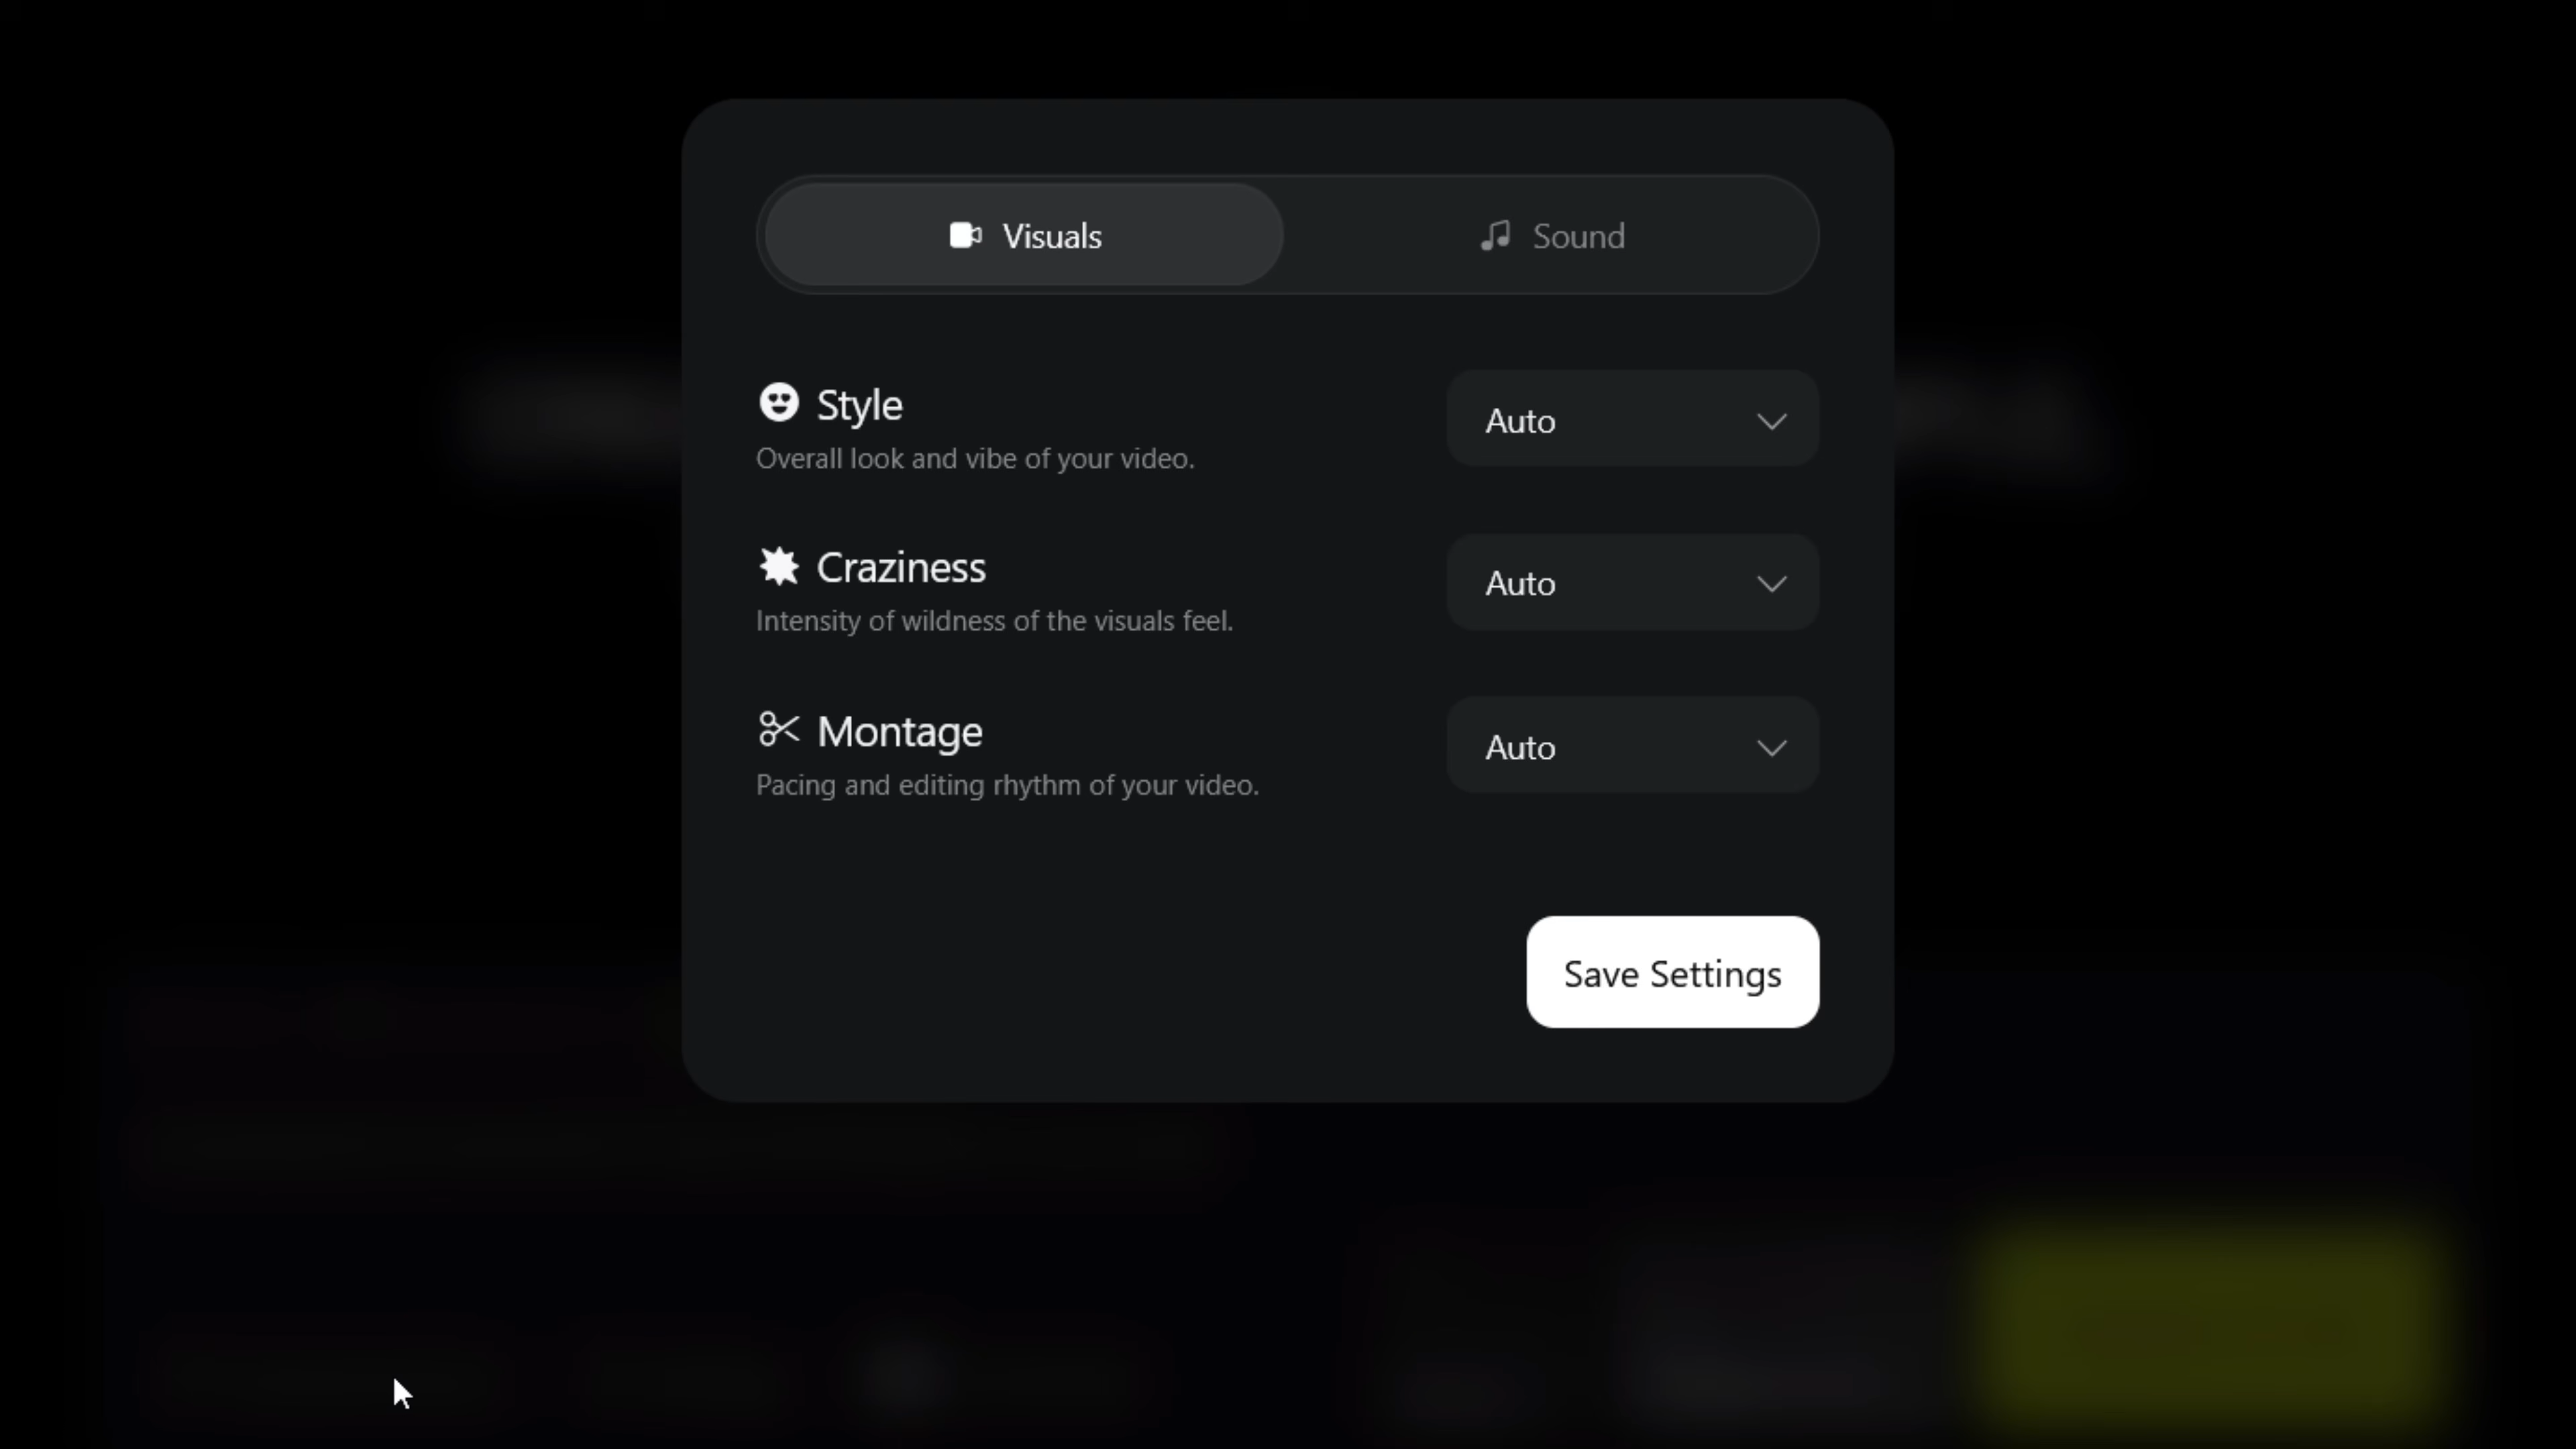 Visuals
Sound
Style
Auto
Overall look and vibe of your video.
Craziness
Auto
Intensity of wildness of the visuals feel.
Montage
Auto
Pacing and editing rhythm of your video.
Save Settings